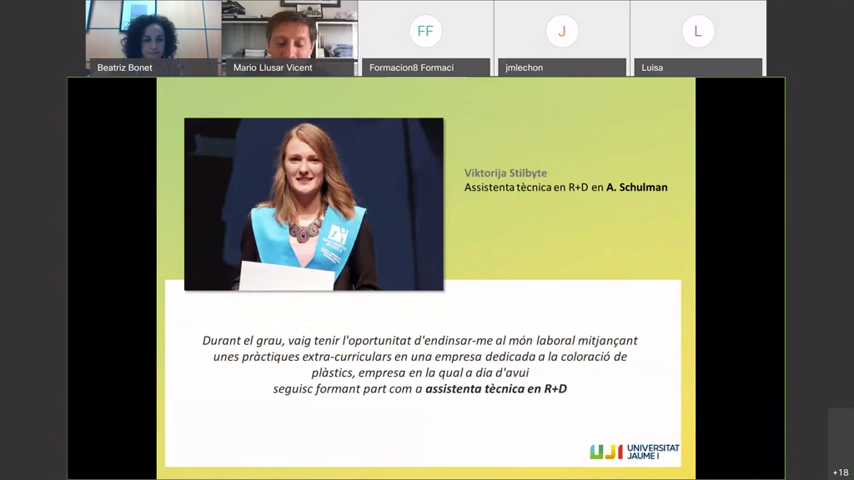 FF
J
L
Beatriz Bonet
Mario Llusar Vicent
Formacion8 Formaci
jmlechon
Luisa
Viktorija Stilbyte
Assistenta tècnica en R+D en A. Schulman
Durant el grau, vaig tenir l'oportunitat d'endinsar-me al món laboral mitjançant
unes pràctiques extra-curriculars en una empresa dedicada a la coloració de
plàstics, empresa en la qual a dia d'avui
seguisc formant part com a assistenta tècnica en R+D
UJI UNIVERSITAT
JAUME I
+18